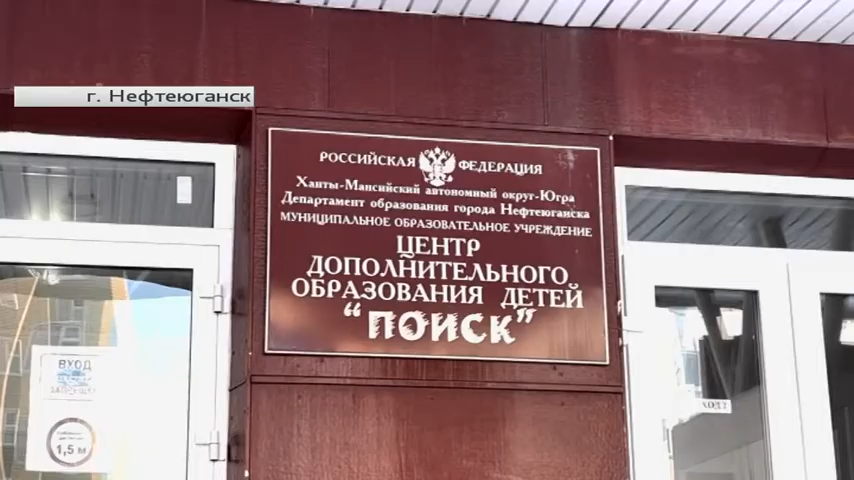 г. Нефтеюганск
РОССИЙСКАЯ ФЕДЕРАЦИЯ
Ханты-Мансийский автономный округ-Югра
Департамент образования города Нефтеюганска
МУНИЦИПАЛЬНОЕ ОБРАЗОВАТЕЛЬНОЕ УЧРЕЖДЕНИЕ
ЦЕНТР
ДОПОЛНИТЕЛЬНОГО
ОБРАЗОВАНИЯ ДЕТЕЙ
"ПОИСК"
ВХОД
1,5 м